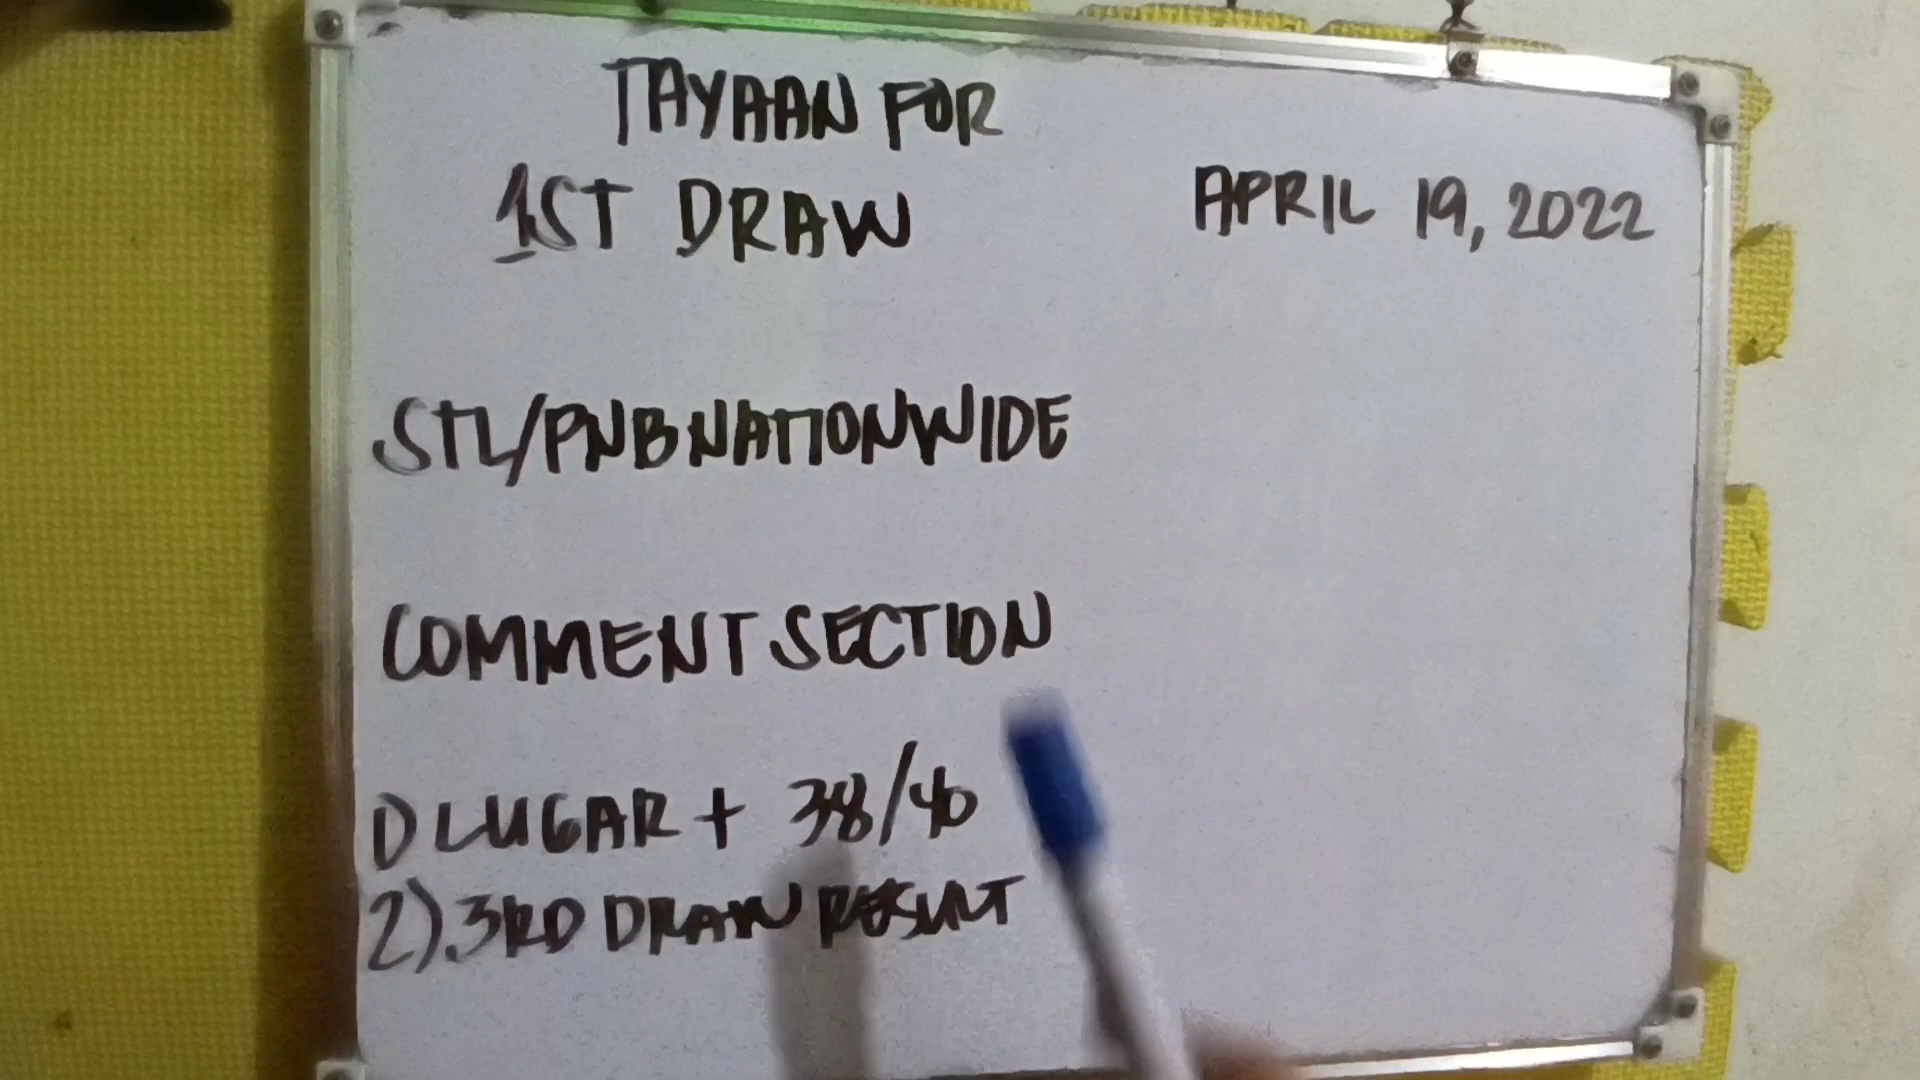 TAYAAN FOR
1ST DRAW
APRIL 19, 2022
STL/PNB NATIONWIDE
COMMENT SECTION
1) LUGAR + 38/40
2). 3RD DRAW RESULT